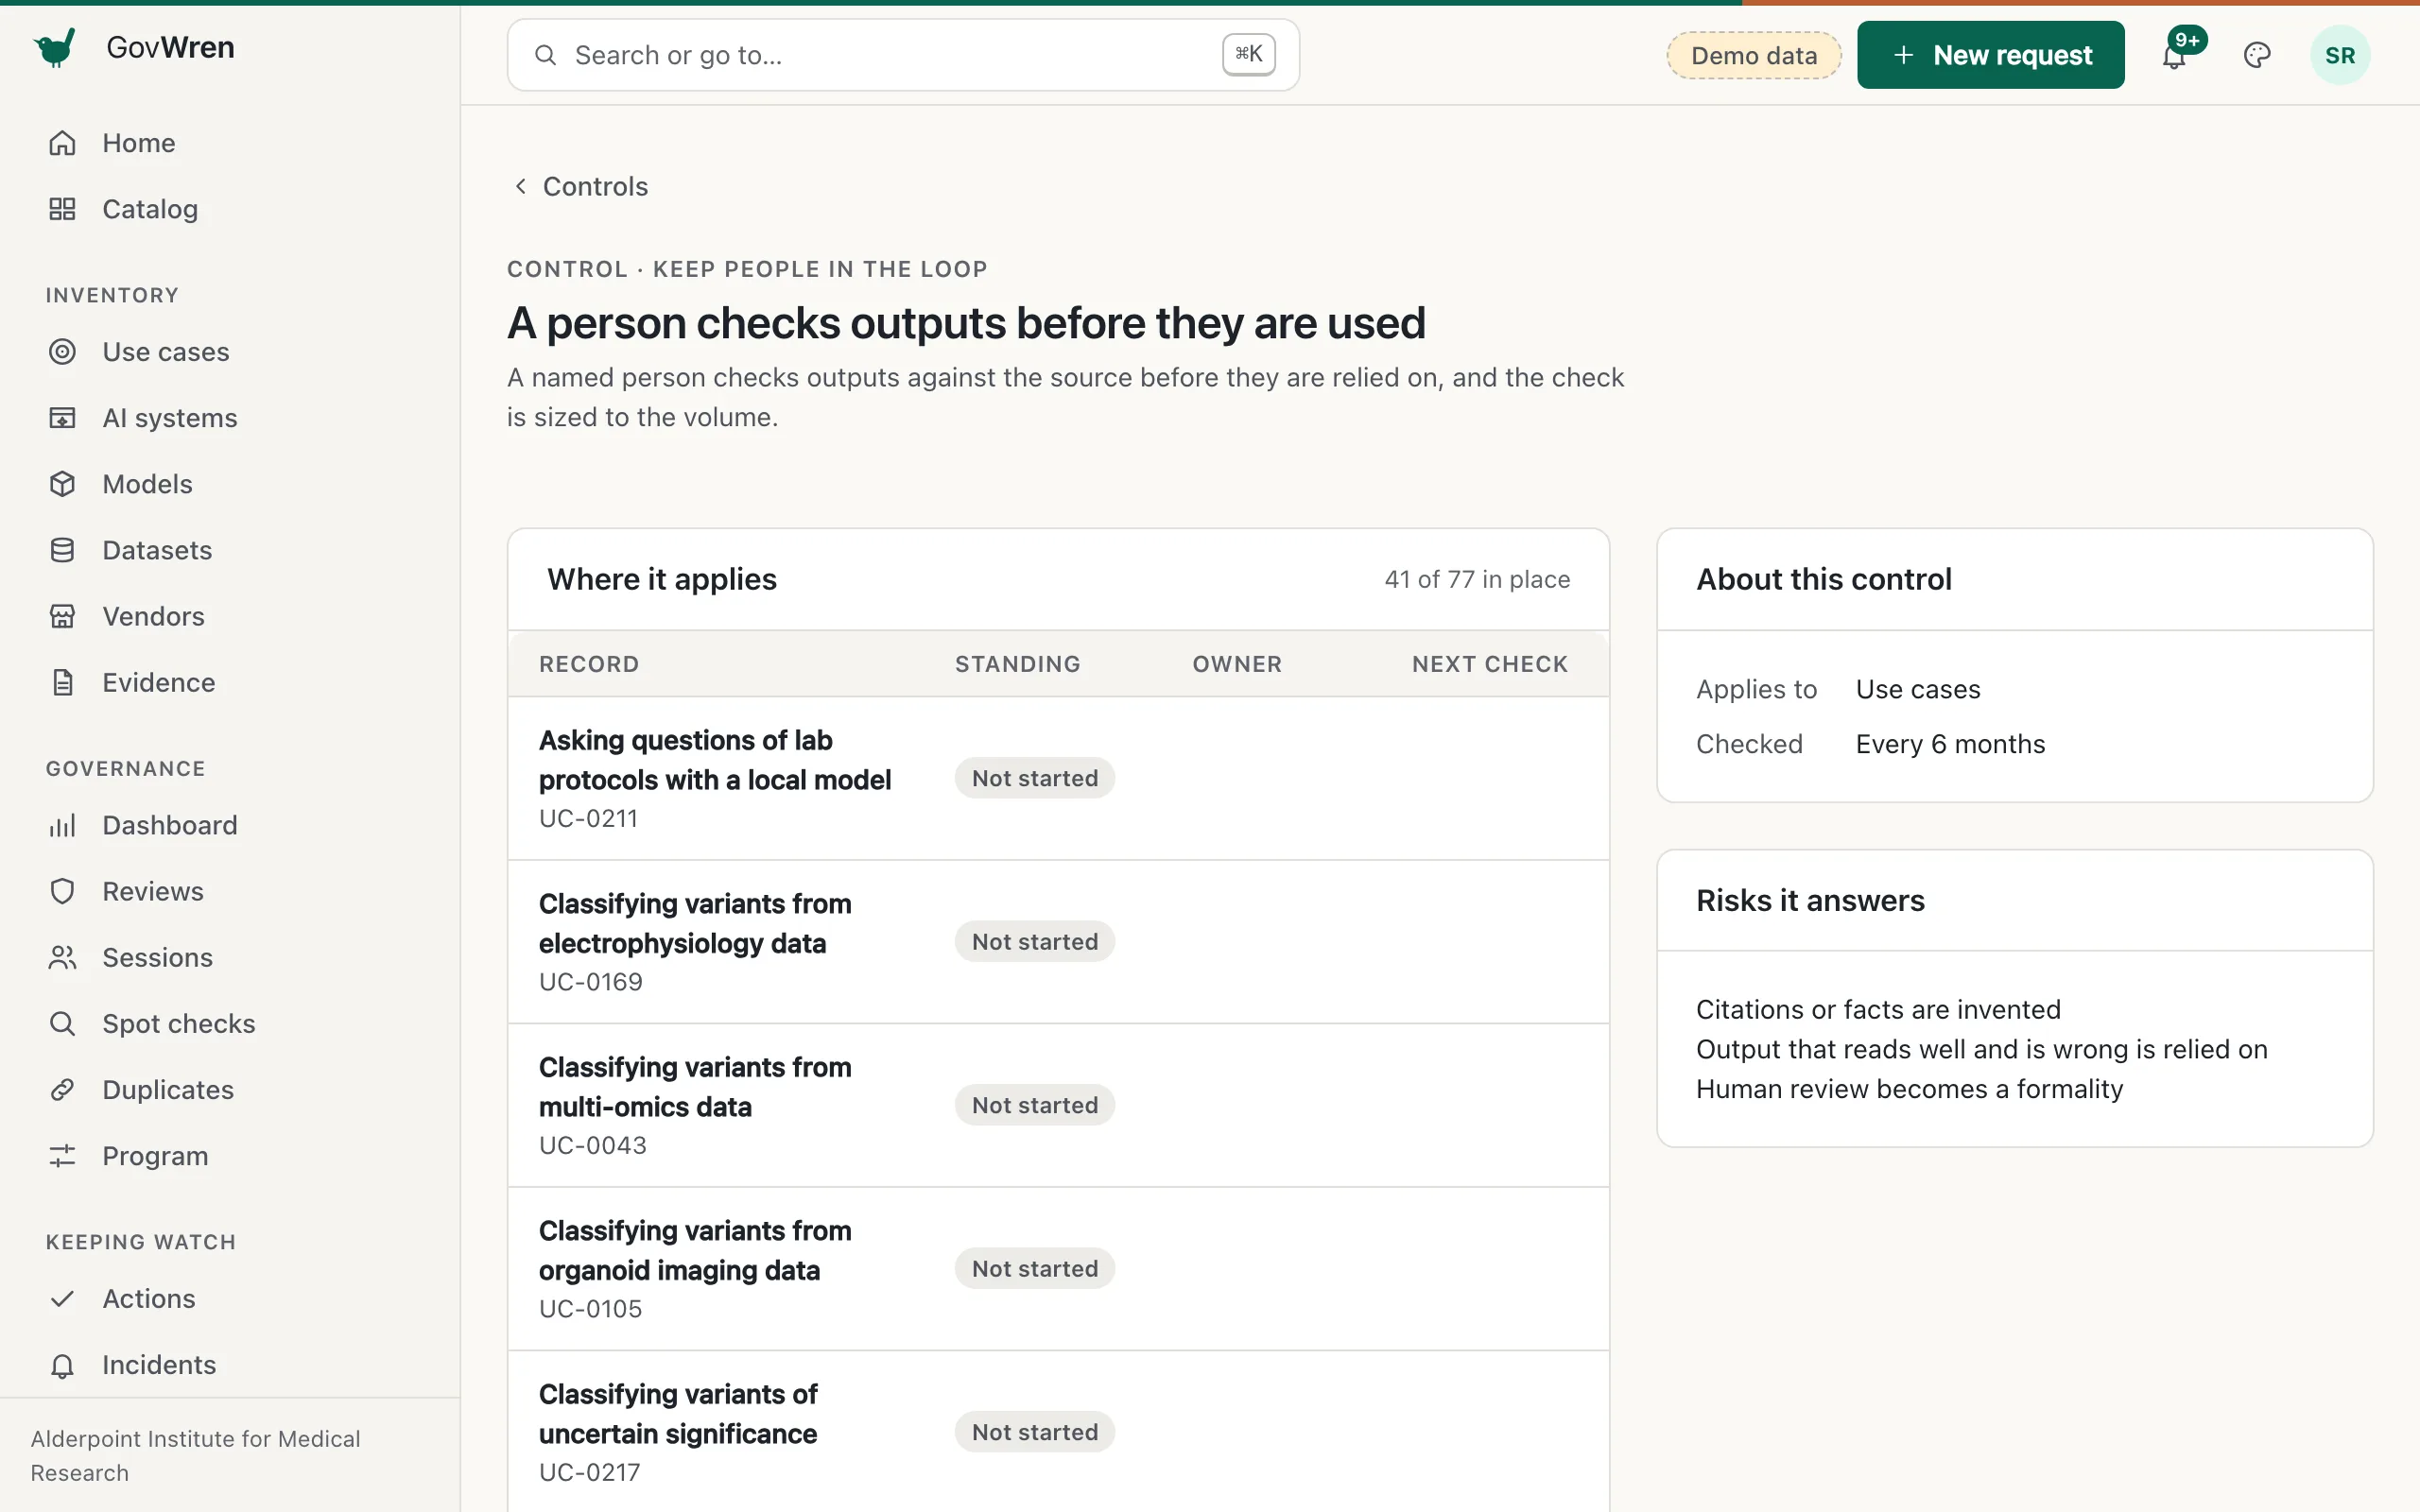 GovWren
Search or go to...
⌘K
Demo data
+ New request
9+
SR
Home
Catalog
INVENTORY
Use cases
AI systems
Models
Datasets
Vendors
Evidence
GOVERNANCE
Dashboard
Reviews
Sessions
Spot checks
Duplicates
Program
KEEPING WATCH
Actions
Incidents
Alderpoint Institute for Medical
Research
Controls
CONTROL · KEEP PEOPLE IN THE LOOP
A person checks outputs before they are used
A named person checks outputs against the source before they are relied on, and the check
is sized to the volume.
Where it applies
41 of 77 in place
RECORD STANDING OWNER NEXT CHECK
Asking questions of lab
protocols with a local model
UC-0211
Not started
Classifying variants from
electrophysiology data
UC-0169
Not started
Classifying variants from
multi-omics data
UC-0043
Not started
Classifying variants from
organoid imaging data
UC-0105
Not started
Classifying variants of
uncertain significance
UC-0217
Not started
About this control
Applies to Use cases
Checked Every 6 months
Risks it answers
Citations or facts are invented
Output that reads well and is wrong is relied on
Human review becomes a formality